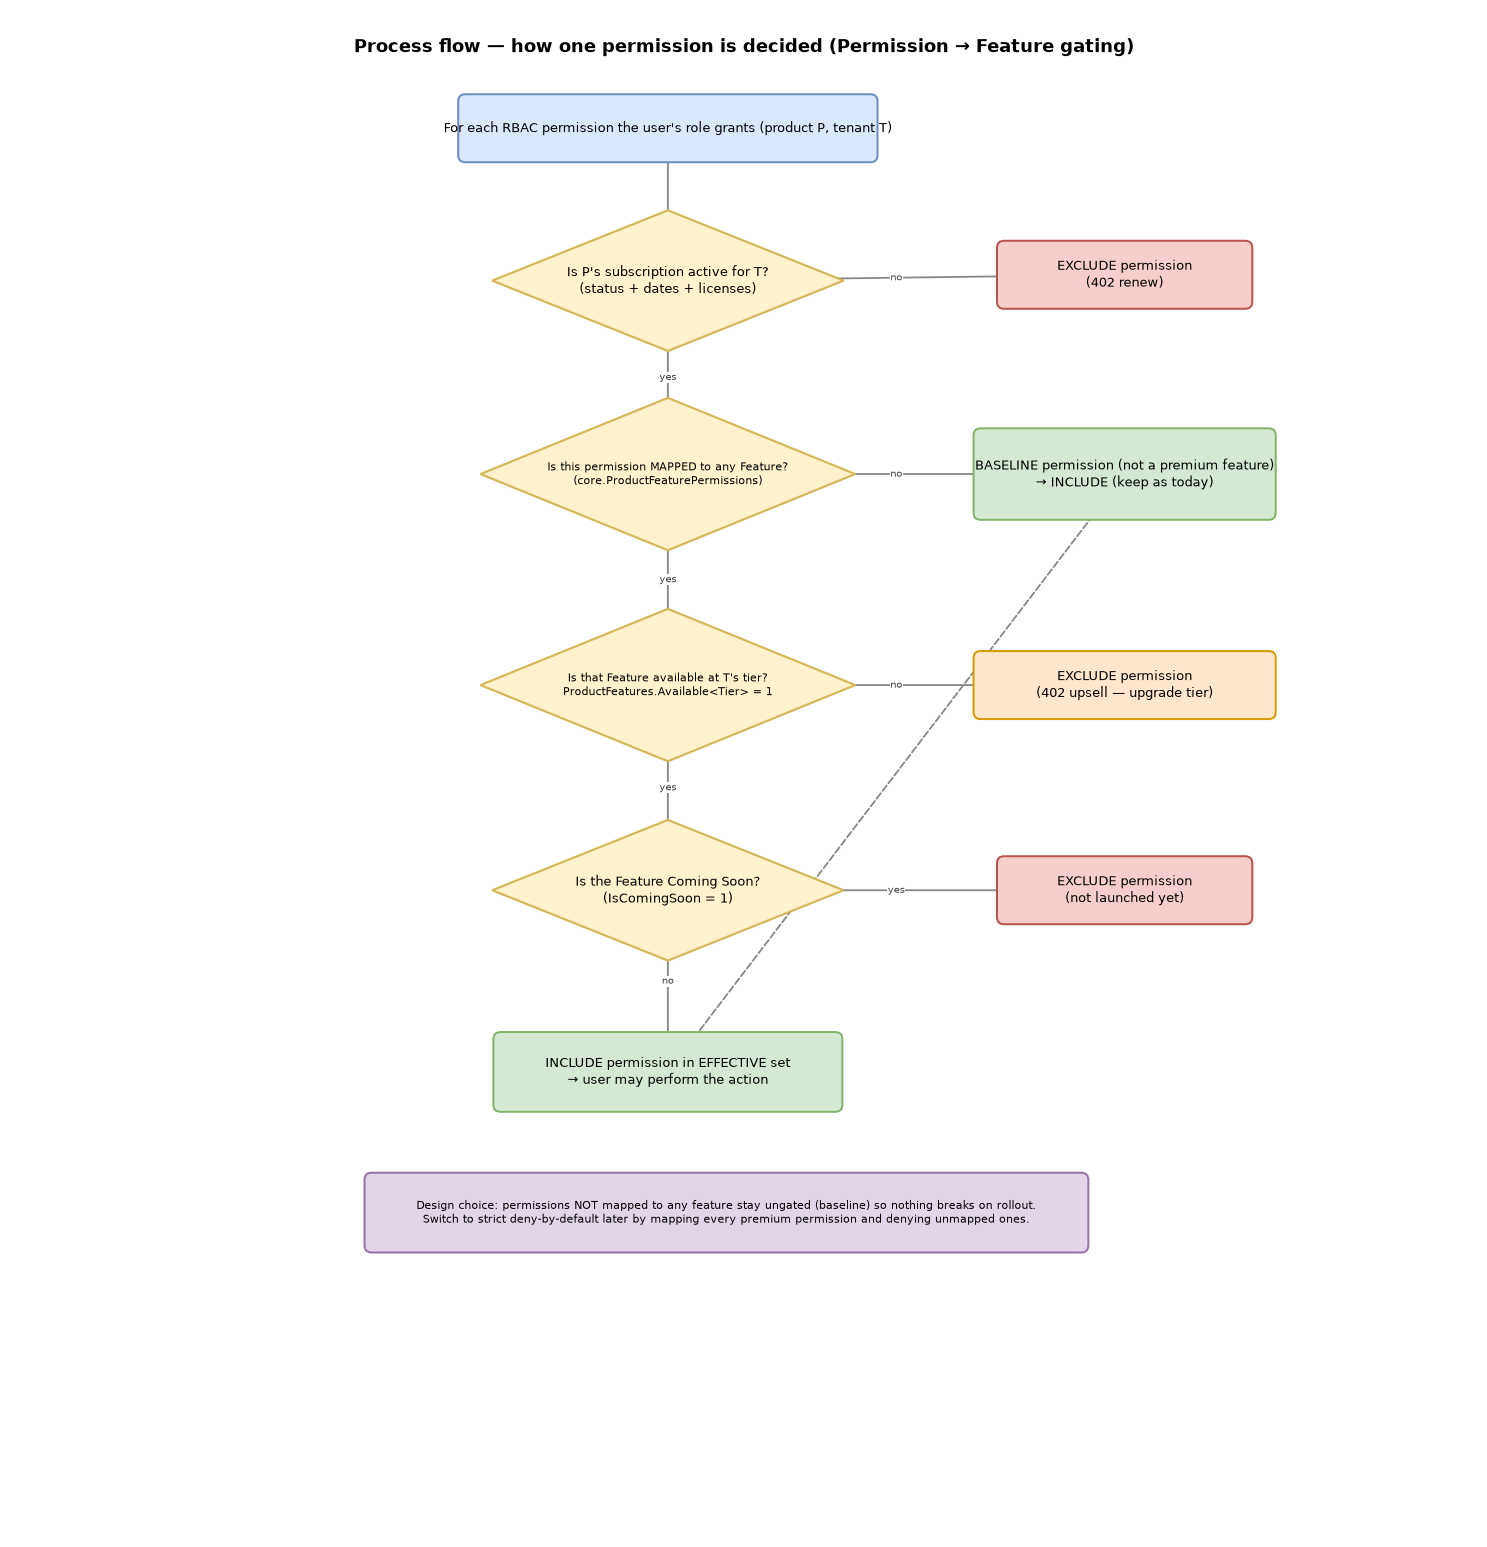 Process flow — how one permission is decided (Permission → Feature gating)
For each RBAC permission the user's role grants (product P, tenant T)
Is P's subscription active for T?
(status + dates + licenses)
no
EXCLUDE permission
(402 renew)
yes
Is this permission MAPPED to any Feature?
(core.ProductFeaturePermissions)
no
BASELINE permission (not a premium feature)
→ INCLUDE (keep as today)
yes
Is that Feature available at T's tier?
ProductFeatures.Available<Tier> = 1
no
EXCLUDE permission
(402 upsell — upgrade tier)
yes
Is the Feature Coming Soon?
(IsComingSoon = 1)
yes
EXCLUDE permission
(not launched yet)
no
INCLUDE permission in EFFECTIVE set
→ user may perform the action
Design choice: permissions NOT mapped to any feature stay ungated (baseline) so nothing breaks on rollout.
Switch to strict deny-by-default later by mapping every premium permission and denying unmapped ones.